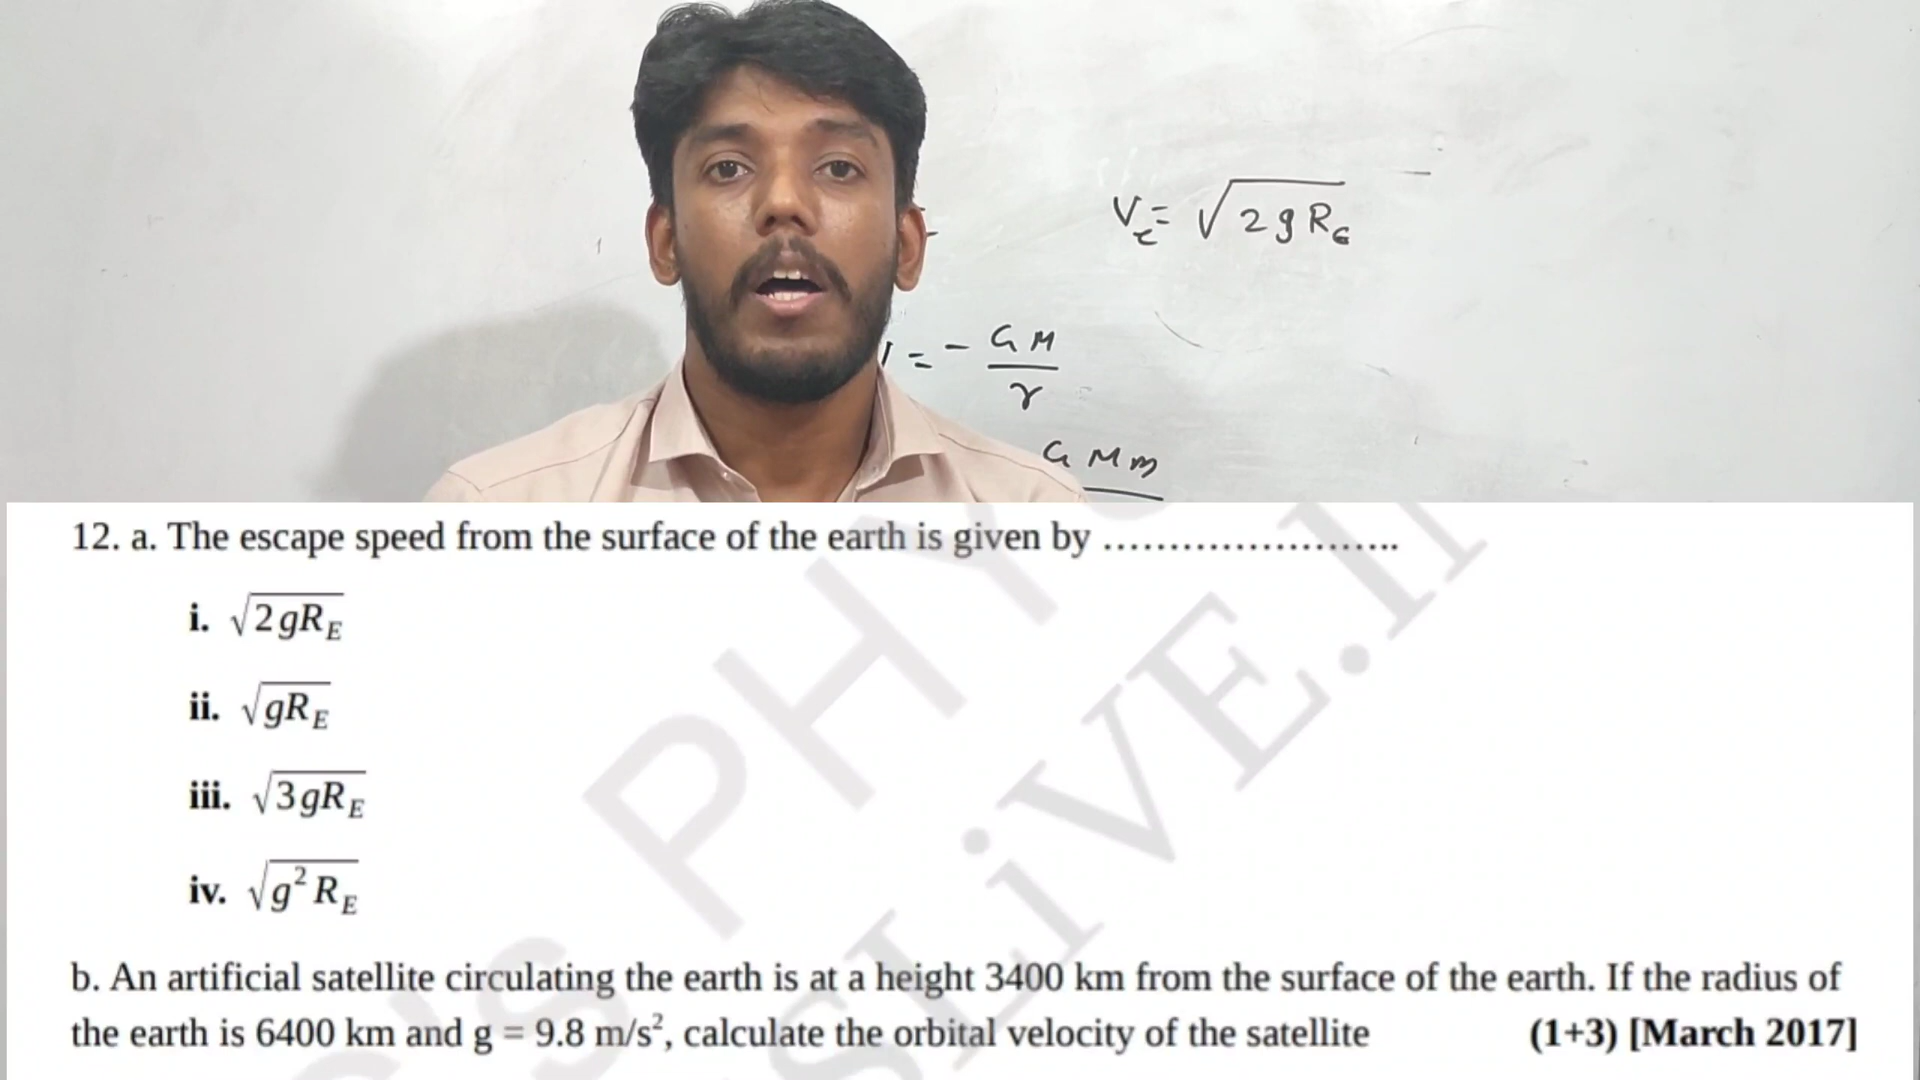 Vₑ = √2gRₑ
= - GM/r
GMm
12. a. The escape speed from the surface of the earth is given by ..........................
i. √2gR_E
ii. √gR_E
iii. √3gR_E
iv. √g²R_E
b. An artificial satellite circulating the earth is at a height 3400 km from the surface of the earth. If the radius of
the earth is 6400 km and g = 9.8 m/s², calculate the orbital velocity of the satellite (1+3) [March 2017]